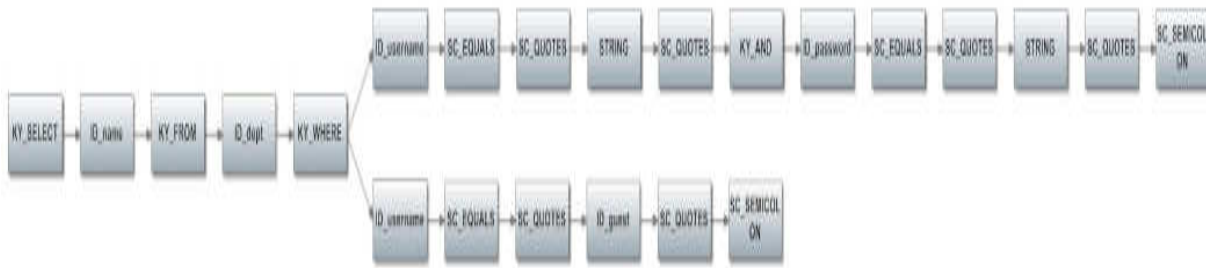 ID_username SC_EQUALS SC_QUOTES STRING SC_QUOTES KY_AND ID_password SC_EQUALS SC_QUOTES STRING SC_QUOTES SC_SEMICOL
ON
KY_SELECT ID_name KY_FROM ID_dept KY_WHERE
ID_username SC_EQUALS SC_QUOTES ID_guest SC_QUOTES SC_SEMICOL
ON